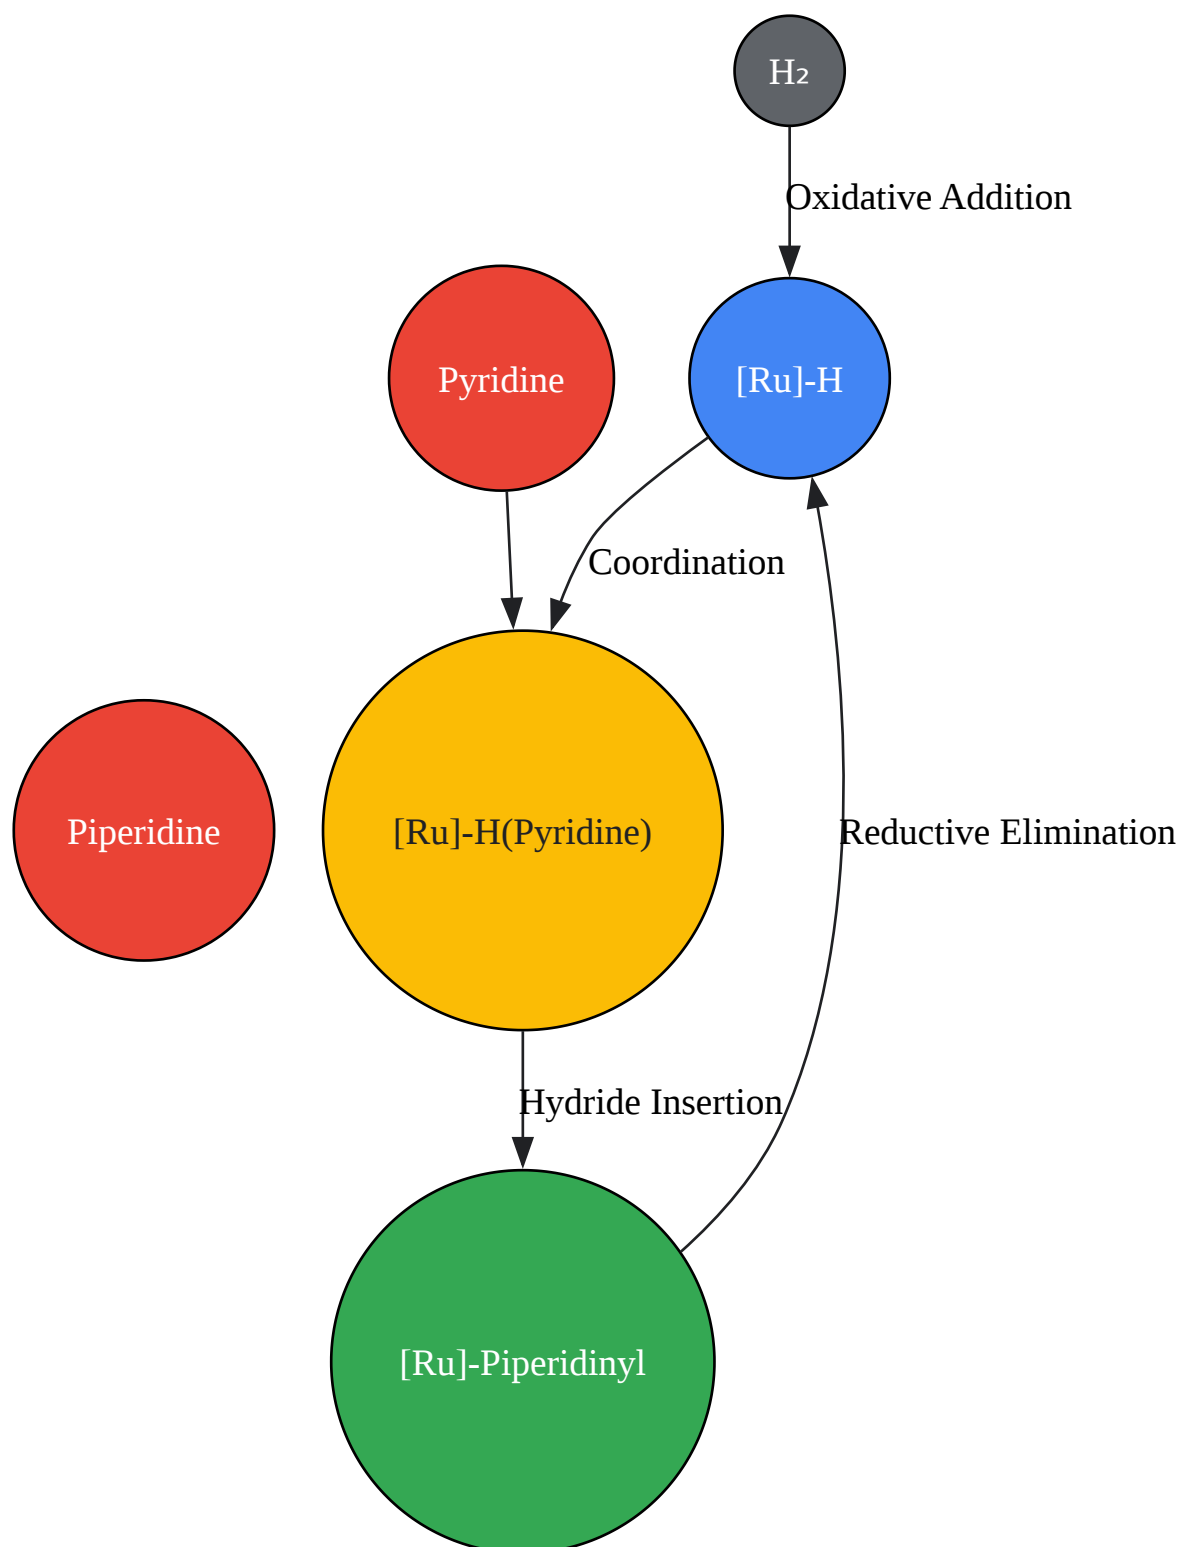 H₂
Oxidative Addition
Pyridine
[Ru]-H
Coordination
Piperidine
[Ru]-H(Pyridine)
Reductive Elimination
Hydride Insertion
[Ru]-Piperidinyl